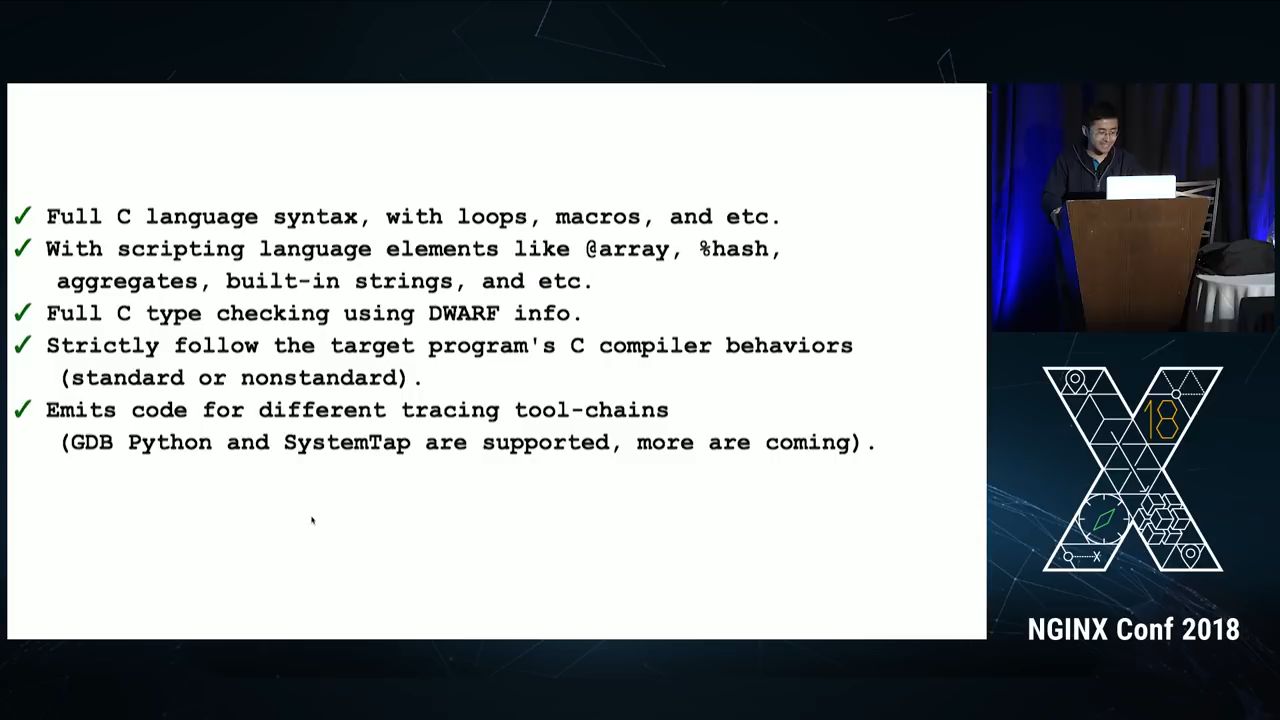 ✓ Full C language syntax, with loops, macros, and etc.
✓ With scripting language elements like @array, %hash,
aggregates, built-in strings, and etc.
✓ Full C type checking using DWARF info.
✓ Strictly follow the target program's C compiler behaviors
(standard or nonstandard).
✓ Emits code for different tracing tool-chains
(GDB Python and SystemTap are supported, more are coming).
18
X
NGINX Conf 2018